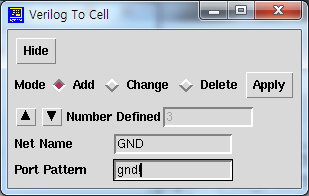 Verilog To Cell
Hide
Mode Add Change Delete Apply
Number Defined 3
Net Name GND
Port Pattern gnd!